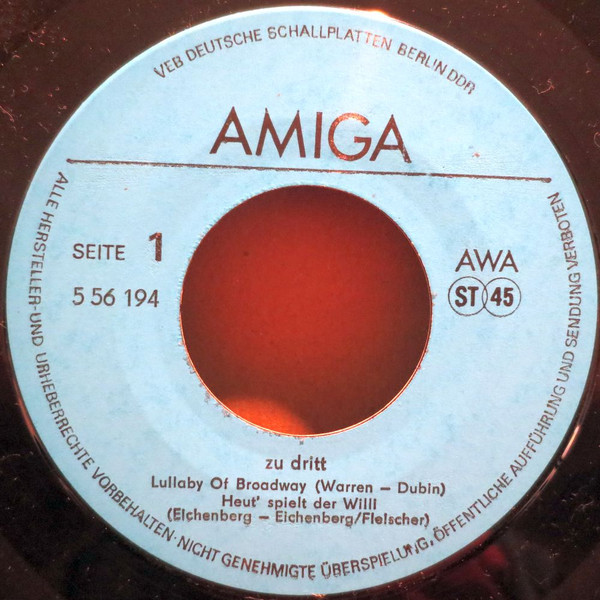 VEB DEUTSCHE SCHALLPLATTEN BERLIN DDR
AMIGA
SEITE 1
5 56 194
AWA
ST 45
zu dritt
Lullaby Of Broadway (Warren – Dubin)
Heut' spielt der Willi
(Eichenberg – Eichenberg/Fleischer)
ALLE HERSTELLER- UND URHEBERRECHTE VORBEHALTEN · NICHT GENEHMIGTE ÜBERSPIELUNG, ÖFFENTLICHE AUFFÜHRUNG UND SENDUNG VERBOTEN